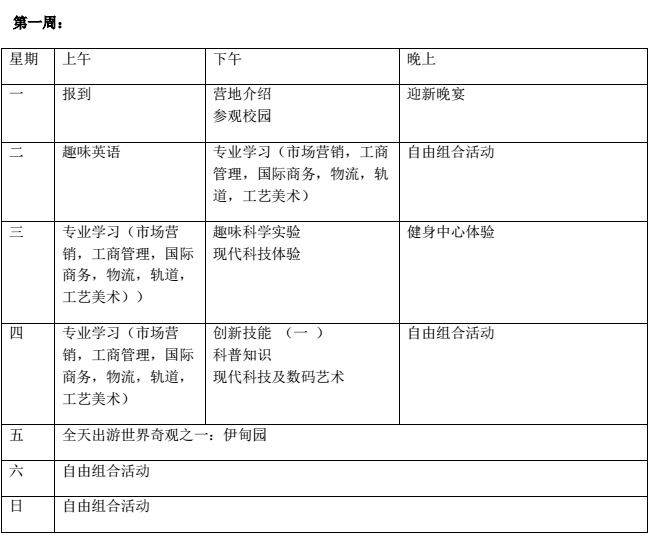 第一周：
星期 上午 下午 晚上
一 报到 营地介绍 迎新晚宴
参观校园
二 趣味英语 专业学习（市场营销，工商 自由组合活动
管理，国际商务，物流，轨
道，工艺美术）
三 专业学习（市场营 趣味科学实验 健身中心体验
销，工商管理，国际 现代科技体验
商务，物流，轨道，
工艺美术））
四 专业学习（市场营 创新技能 （一 ） 自由组合活动
销，工商管理，国际 科普知识
商务，物流，轨道， 现代科技及数码艺术
工艺美术）
五 全天出游世界奇观之一：伊甸园
六 自由组合活动
日 自由组合活动